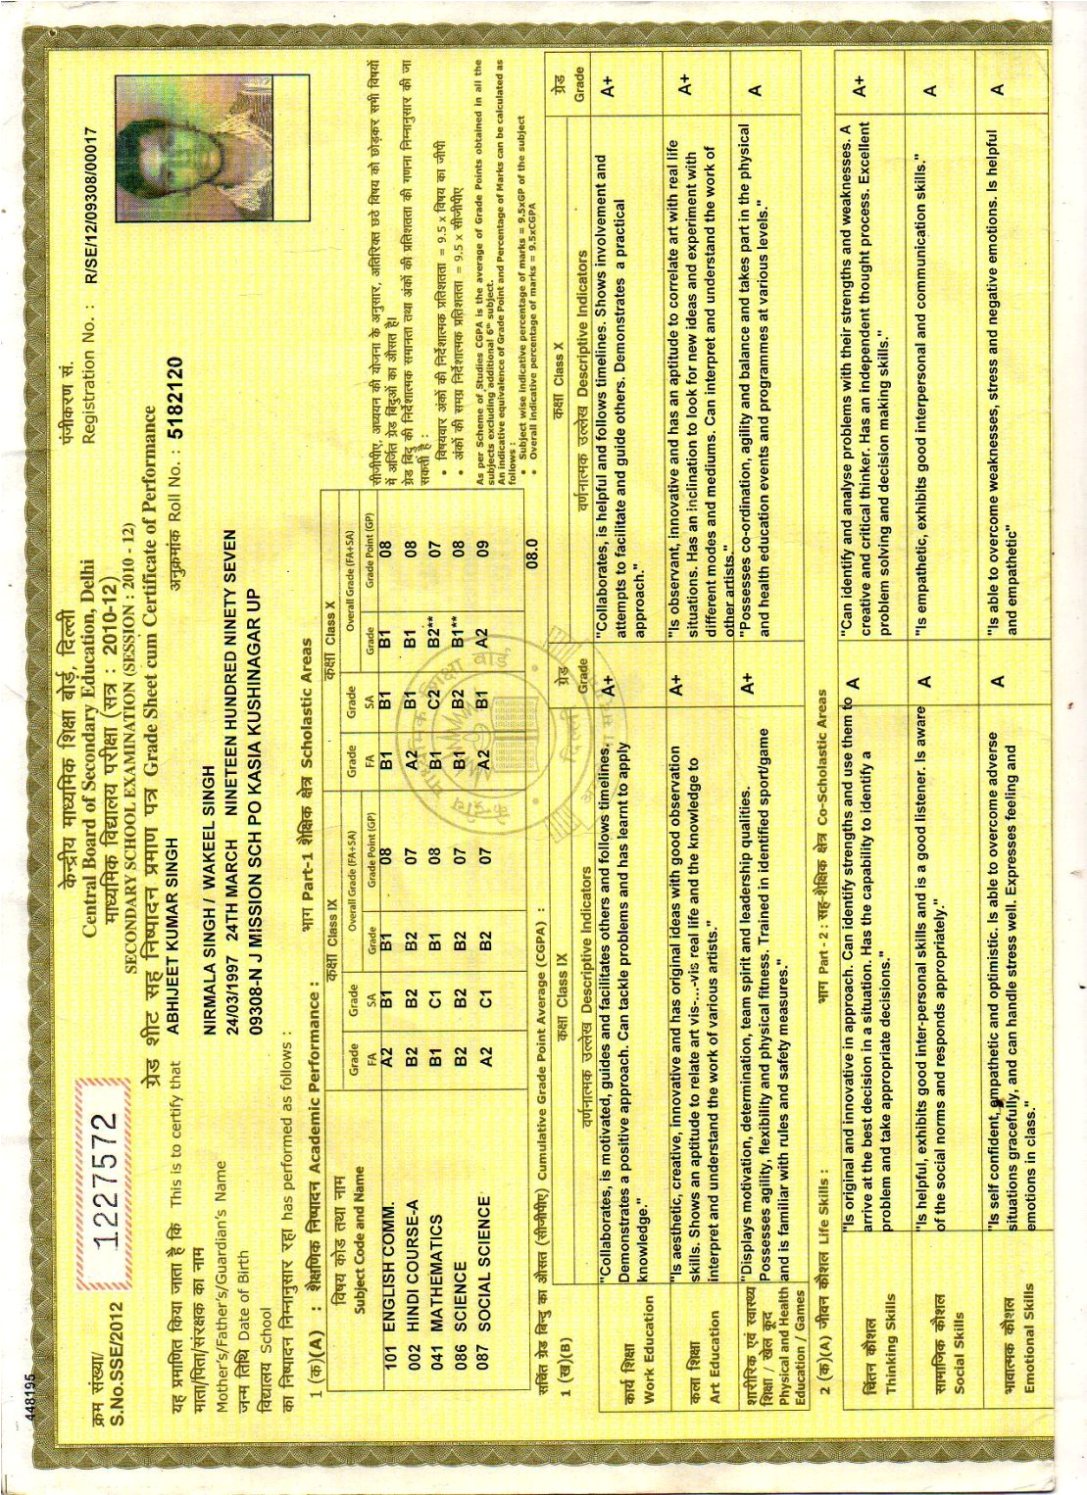 448195
क्रम संख्या/
S.No.SSE/2012
1227572
केन्द्रीय माध्यमिक शिक्षा बोर्ड, दिल्ली
Central Board of Secondary Education, Delhi
माध्यमिक विद्यालय परीक्षा (सत्र : 2010-12)
SECONDARY SCHOOL EXAMINATION (SESSION : 2010 - 12)
ग्रेड शीट सह निष्पादन प्रमाण पत्र Grade Sheet cum Certificate of Performance
पंजीकरण सं.
Registration No. : R/SE/12/09308/00017
यह प्रमाणित किया जाता है कि This is to certify that ABHIJEET KUMAR SINGH
अनुक्रमांक Roll No. : 5182120
माता/पिता/संरक्षक का नाम
Mother's/Father's/Guardian's Name NIRMALA SINGH / WAKEEL SINGH
जन्म तिथि Date of Birth 24/03/1997 24TH MARCH NINETEEN HUNDRED NINETY SEVEN
विद्यालय School 09308-N J MISSION SCH PO KASIA KUSHINAGAR UP
का निष्पादन निम्नानुसार रहा has performed as follows :
भाग Part-1 शैक्षिक क्षेत्र Scholastic Areas
1 (क)(A) : शैक्षणिक निष्पादन Academic Performance :
विषय कोड तथा नाम
Subject Code and Name
कक्षा Class IX
कक्षा Class X
Grade FA
Grade SA
Overall Grade (FA+SA)
Grade
Grade Point (GP)
Grade FA
Grade SA
Overall Grade (FA+SA)
Grade
Grade Point (GP)
101 ENGLISH COMM. A2 B1 B1 08 B1 B1 B1 08
002 HINDI COURSE-A B2 B2 B2 07 A2 B1 B1 08
041 MATHEMATICS B1 C1 B1 08 B1 C2 B2** 07
086 SCIENCE B2 B2 B2 07 B1 B2 B1** 08
087 SOCIAL SCIENCE A2 C1 B2 07 A2 B1 A2 09
सीजीपीए, अध्ययन की योजना के अनुसार, अतिरिक्त छठे विषय को छोड़कर सभी विषयों
में अर्जित ग्रेड बिंदुओं का औसत है।
ग्रेड बिंदु की निर्देशात्मक समानता तथा अंकों की प्रतिशतता की गणना निम्नानुसार की जा
सकती है :
• विषयवार अंकों की निर्देशात्मक प्रतिशतता = 9.5 x विषय का जीपी
• अंकों की समग्र निर्देशात्मक प्रतिशतता = 9.5 x सीजीपीए
As per Scheme of Studies CGPA is the average of Grade Points obtained in all the
subjects excluding additional 6th subject.
An indicative equivalence of Grade Point and Percentage of Marks can be calculated as
follows :
• Subject wise indicative percentage of marks = 9.5xGP of the subject
• Overall indicative percentage of marks = 9.5xCGPA
संचित ग्रेड बिन्दु का औसत (सीजीपीए) Cumulative Grade Point Average (CGPA) : 08.0
1 (ख)(B)
कक्षा Class IX
वर्णनात्मक उल्लेख Descriptive Indicators
ग्रेड
Grade
कक्षा Class X
वर्णनात्मक उल्लेख Descriptive Indicators
ग्रेड
Grade
कार्य शिक्षा
Work Education
"Collaborates, is motivated, guides and facilitates others and follows timelines.
Demonstrates a positive approach. Can tackle problems and has learnt to apply
knowledge."
A+
"Collaborates, is helpful and follows timelines. Shows involvement and
attempts to facilitate and guide others. Demonstrates a practical
approach."
A+
कला शिक्षा
Art Education
"Is aesthetic, creative, innovative and has original ideas with good observation
skills. Shows an aptitude to relate art vis-...-vis real life and the knowledge to
interpret and understand the work of various artists."
A+
"Is observant, innovative and has an aptitude to correlate art with real life
situations. Has an inclination to look for new ideas and experiment with
different modes and mediums. Can interpret and understand the work of
other artists."
A+
शारीरिक एवं स्वास्थ्य
शिक्षा / खेल कूद
Physical and Health
Education / Games
"Displays motivation, determination, team spirit and leadership qualities.
Possesses agility, flexibility and physical fitness. Trained in identified sport/game
and is familiar with rules and safety measures."
A+
"Possesses co-ordination, agility and balance and takes part in the physical
and health education events and programmes at various levels."
A
भाग Part - 2 : सह-शैक्षिक क्षेत्र Co-Scholastic Areas
2 (क)(A) जीवन कौशल Life Skills :
चिंतन कौशल
Thinking Skills
"Is original and innovative in approach. Can identify strengths and use them to
arrive at the best decision in a situation. Has the capability to identify a
problem and take appropriate decisions."
A
"Can identify and analyse problems with their strengths and weaknesses. A
creative and critical thinker. Has an independent thought process. Excellent
problem solving and decision making skills."
A+
सामाजिक कौशल
Social Skills
"Is helpful, exhibits good inter-personal skills and is a good listener. Is aware
of the social norms and responds appropriately."
A
"Is empathetic, exhibits good interpersonal and communication skills."
A
भावात्मक कौशल
Emotional Skills
"Is self confident, empathetic and optimistic. Is able to overcome adverse
situations gracefully, and can handle stress well. Expresses feeling and
emotions in class."
A
"Is able to overcome weaknesses, stress and negative emotions. Is helpful
and empathetic"
A